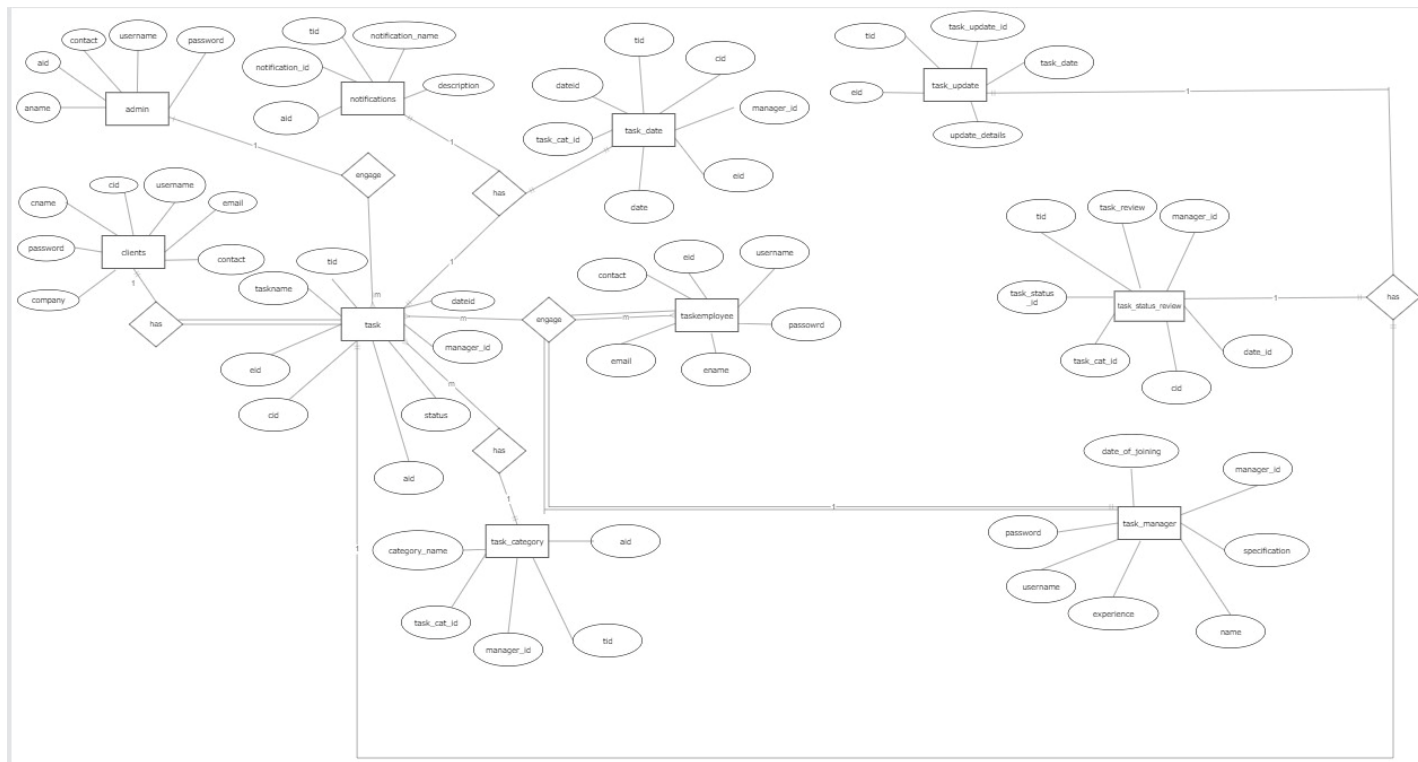 contact
username
password
aid
aname
admin
tid
notification_name
notification_id
notifications
description
aid
tid
cid
dateid
manager_id
task_date
task_cat_id
eid
date
tid
task_update_id
task_date
task_update
eid
update_details
1
1
1
engage
has
cname
cid
username
email
password
clients
contact
company
1
has
tid
taskname
dateid
task
m
1
m
manager_id
eid
cid
status
aid
m
has
1
engage
m
contact
eid
username
taskemployee
passowrd
email
ename
tid
task_review
manager_id
task_status
_id
task_status_review
1
has
task_cat_id
date_id
cid
category_name
task_category
aid
task_cat_id
manager_id
tid
1
1
date_of_joining
manager_id
password
task_manager
specification
username
experience
name